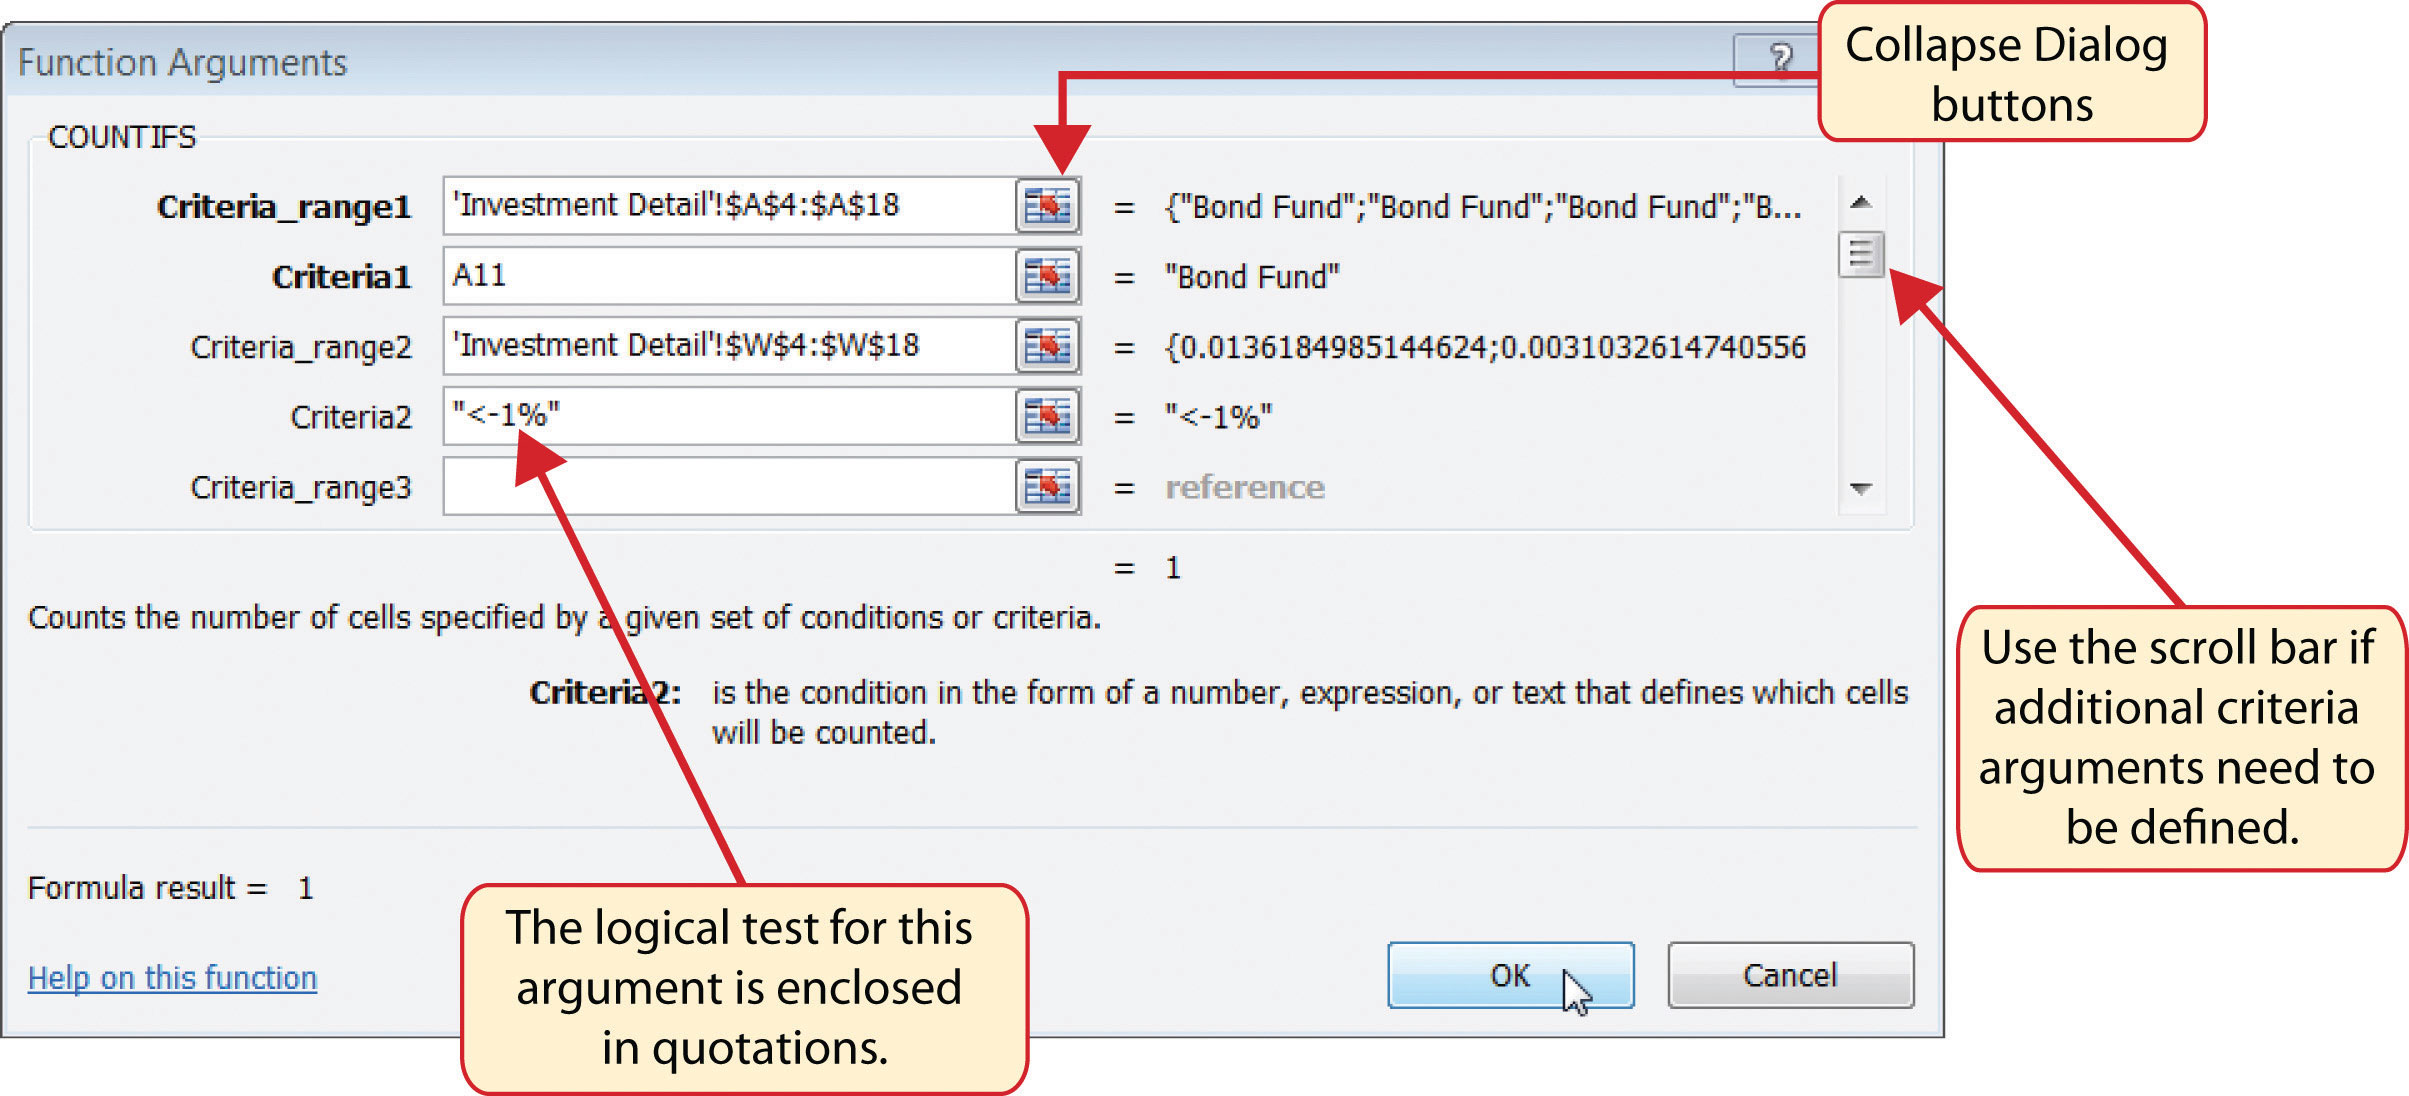 Function Arguments
?
Collapse Dialog
buttons
COUNTIFS
Criteria_range1 'Investment Detail'!$A$4:$A$18 = {"Bond Fund";"Bond Fund";"Bond Fund";"B...
Criteria1 A11 = "Bond Fund"
Criteria_range2 'Investment Detail'!$W$4:$W$18 = {0.0136184985144624;0.00310326147405​56
Criteria2 "<-1%" = "<-1%"
Criteria_range3 = reference
= 1
Counts the number of cells specified by a given set of conditions or criteria.
Criteria2: is the condition in the form of a number, expression, or text that defines which cells
will be counted.
Use the scroll bar if
additional criteria
arguments need to
be defined.
Formula result = 1
The logical test for this
argument is enclosed
in quotations.
Help on this function
OK
Cancel